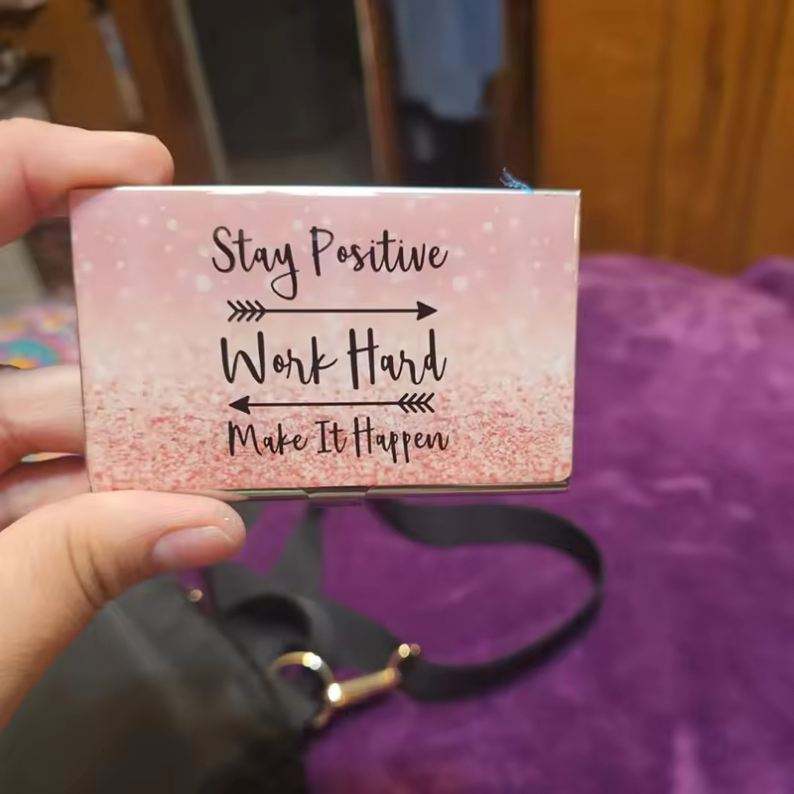 Stay Positive
Work Hard
Make It Happen